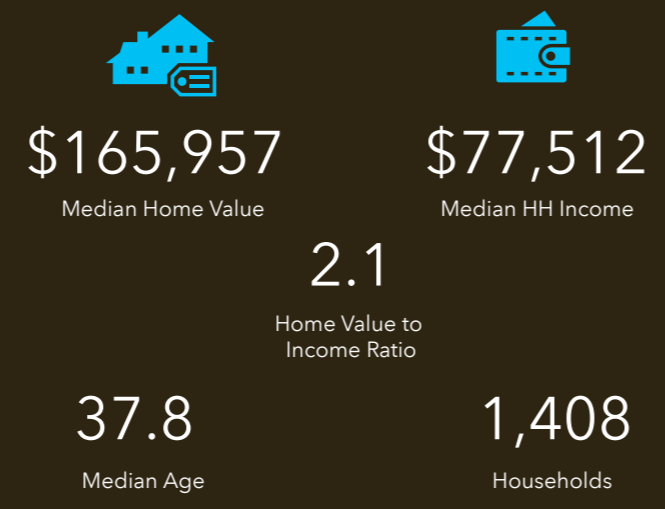 $165,957
Median Home Value
$77,512
Median HH Income
2.1
Home Value to
Income Ratio
37.8
Median Age
1,408
Households